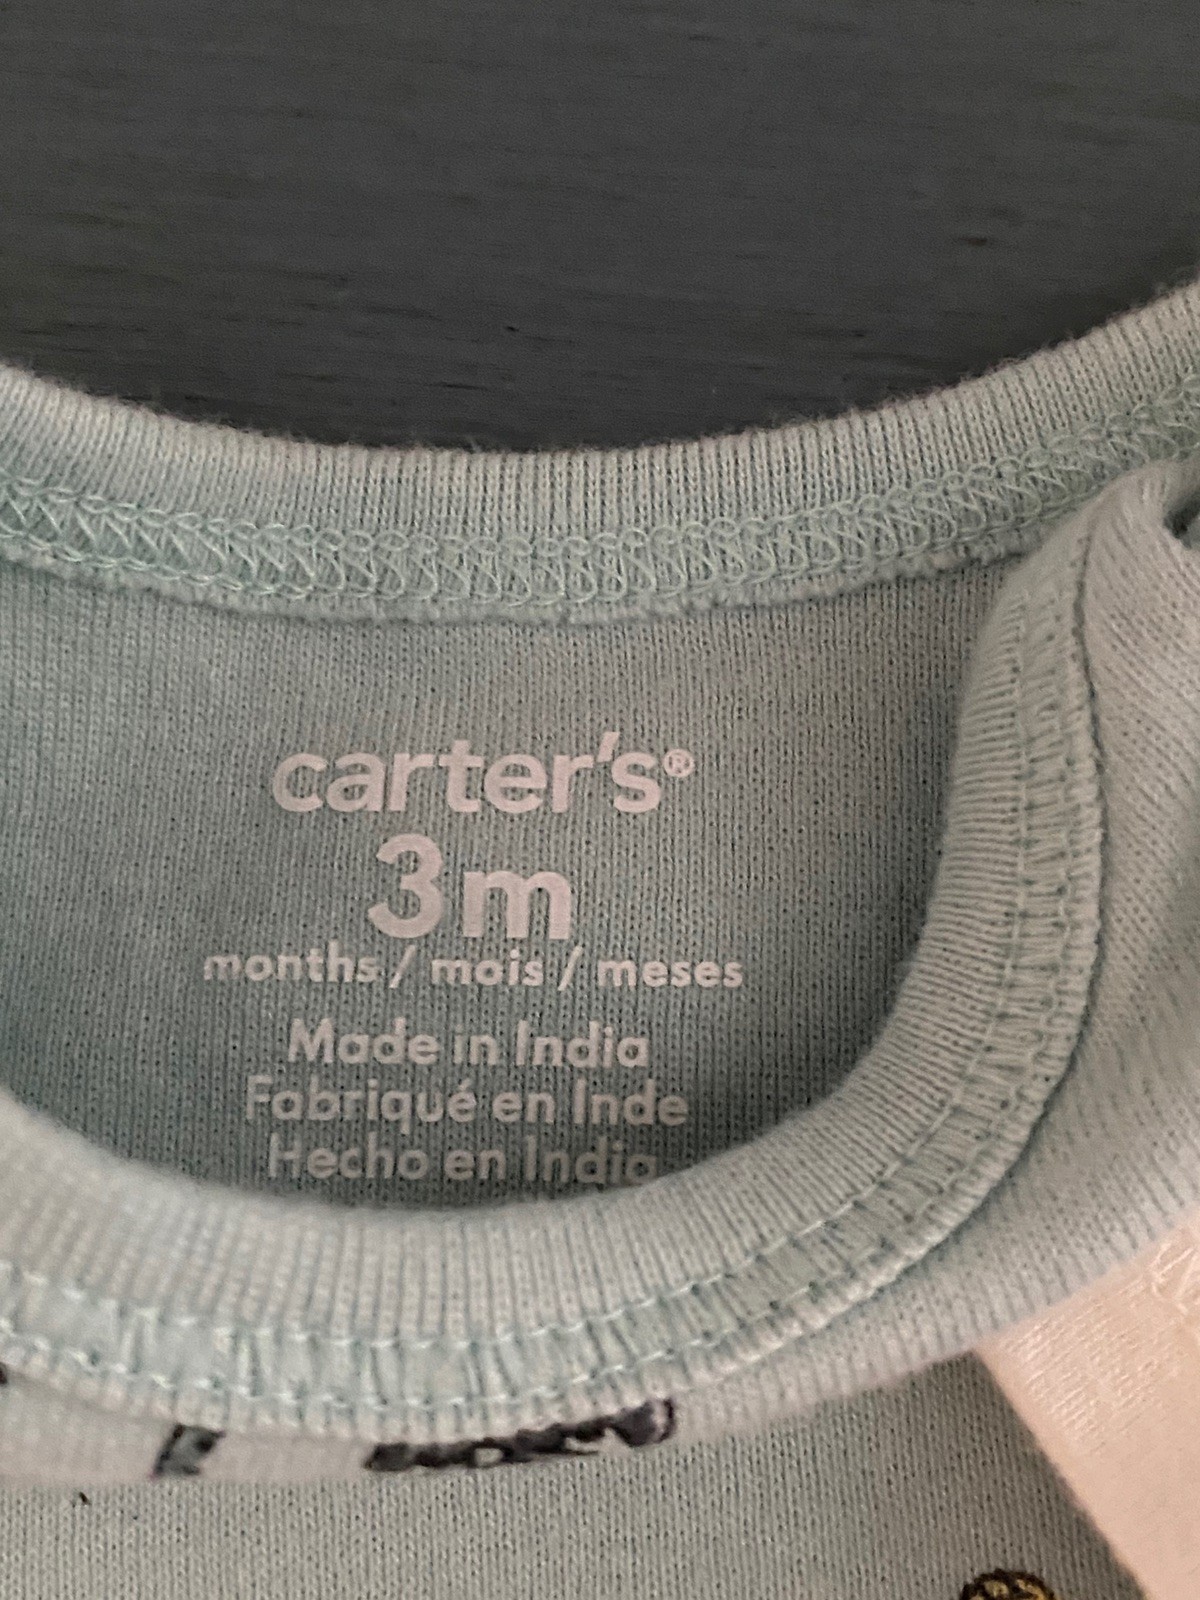 carter's®
3m
months / mois / meses
Made in India
Fabriqué en Inde
Hecho en India